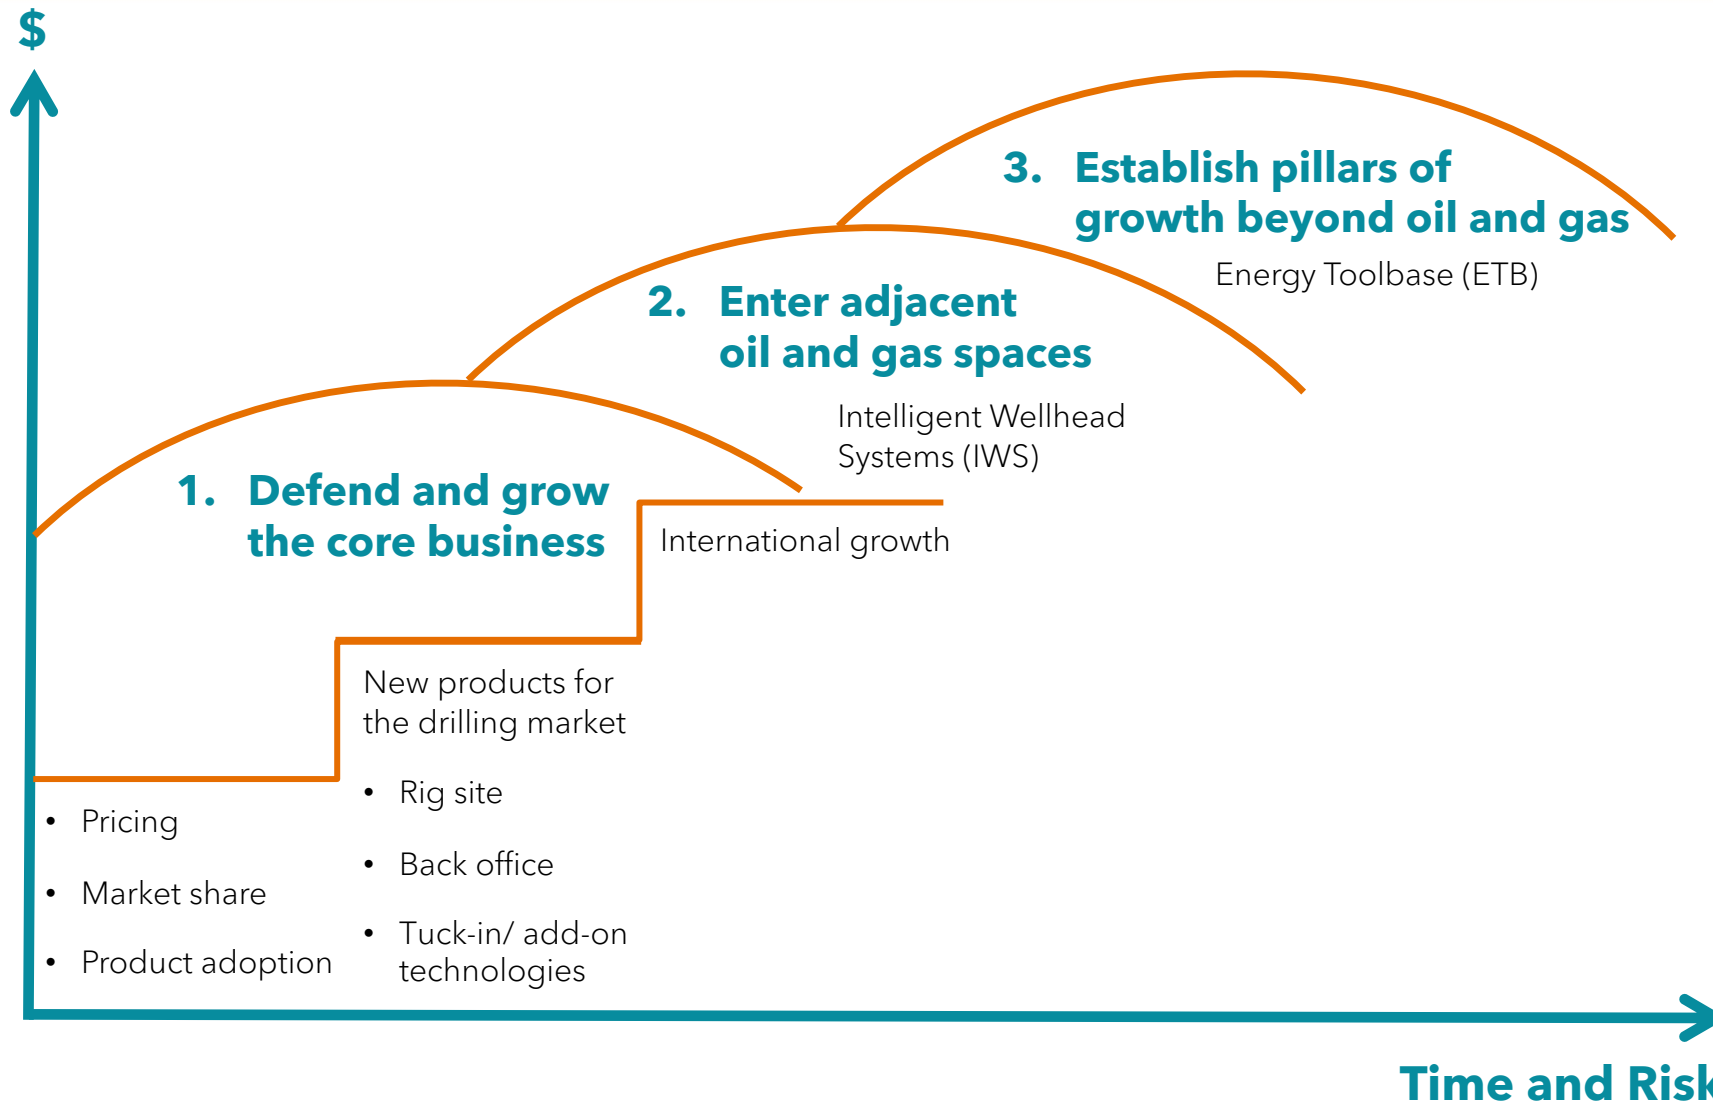 $
3. Establish pillars of
growth beyond oil and gas
Energy Toolbase (ETB)
2. Enter adjacent
oil and gas spaces
Intelligent Wellhead
Systems (IWS)
1. Defend and grow
the core business
International growth
New products for
the drilling market
• Rig site
• Back office
• Tuck-in/ add-on
technologies
• Pricing
• Market share
• Product adoption
Time and Risk